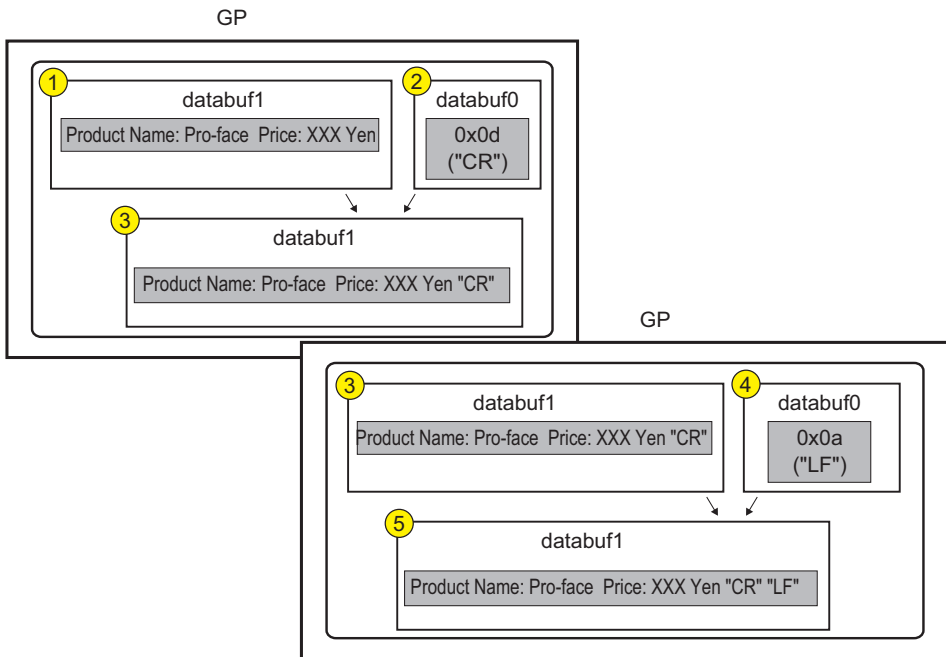 GP
1
2
databuf1
databuf0
Product Name: Pro-face  Price: XXX Yen
0x0d
("CR")
3
databuf1
Product Name: Pro-face  Price: XXX Yen "CR"
GP
3
4
databuf1
databuf0
Product Name: Pro-face  Price: XXX Yen "CR"
0x0a
("LF")
5
databuf1
Product Name: Pro-face  Price: XXX Yen "CR" "LF"